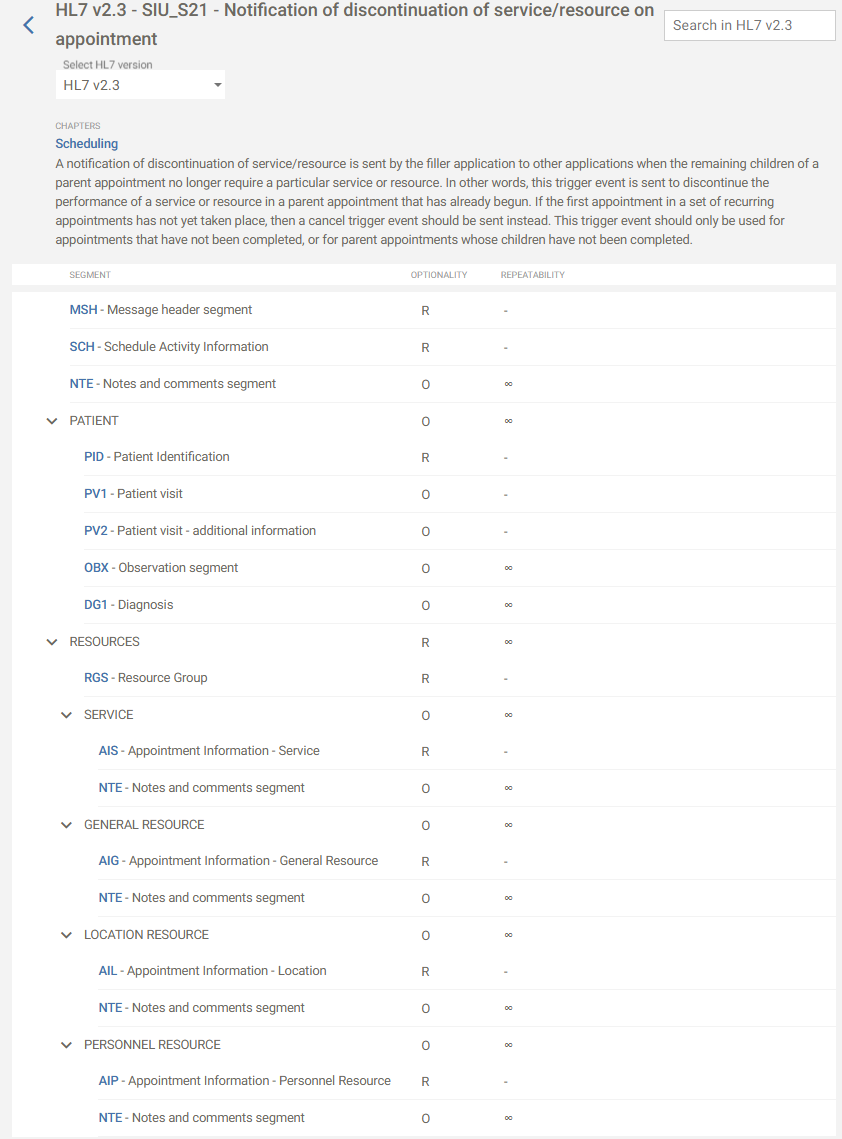 HL7 v2.3 - SIU_S21 - Notification of discontinuation of service/resource on
appointment
Search in HL7 v2.3
Select HL7 version
HL7 v2.3
CHAPTERS
Scheduling
A notification of discontinuation of service/resource is sent by the filler application to other applications when the remaining children of a
parent appointment no longer require a particular service or resource. In other words, this trigger event is sent to discontinue the
performance of a service or resource in a parent appointment that has already begun. If the first appointment in a set of recurring
appointments has not yet taken place, then a cancel trigger event should be sent instead. This trigger event should only be used for
appointments that have not been completed, or for parent appointments whose children have not been completed.
SEGMENT OPTIONALITY REPEATABILITY
MSH - Message header segment R -
SCH - Schedule Activity Information R -
NTE - Notes and comments segment O ∞
PATIENT O ∞
PID - Patient Identification R -
PV1 - Patient visit O -
PV2 - Patient visit - additional information O -
OBX - Observation segment O ∞
DG1 - Diagnosis O ∞
RESOURCES R ∞
RGS - Resource Group R -
SERVICE O ∞
AIS - Appointment Information - Service R -
NTE - Notes and comments segment O ∞
GENERAL RESOURCE O ∞
AIG - Appointment Information - General Resource R -
NTE - Notes and comments segment O ∞
LOCATION RESOURCE O ∞
AIL - Appointment Information - Location R -
NTE - Notes and comments segment O ∞
PERSONNEL RESOURCE O ∞
AIP - Appointment Information - Personnel Resource R -
NTE - Notes and comments segment O ∞